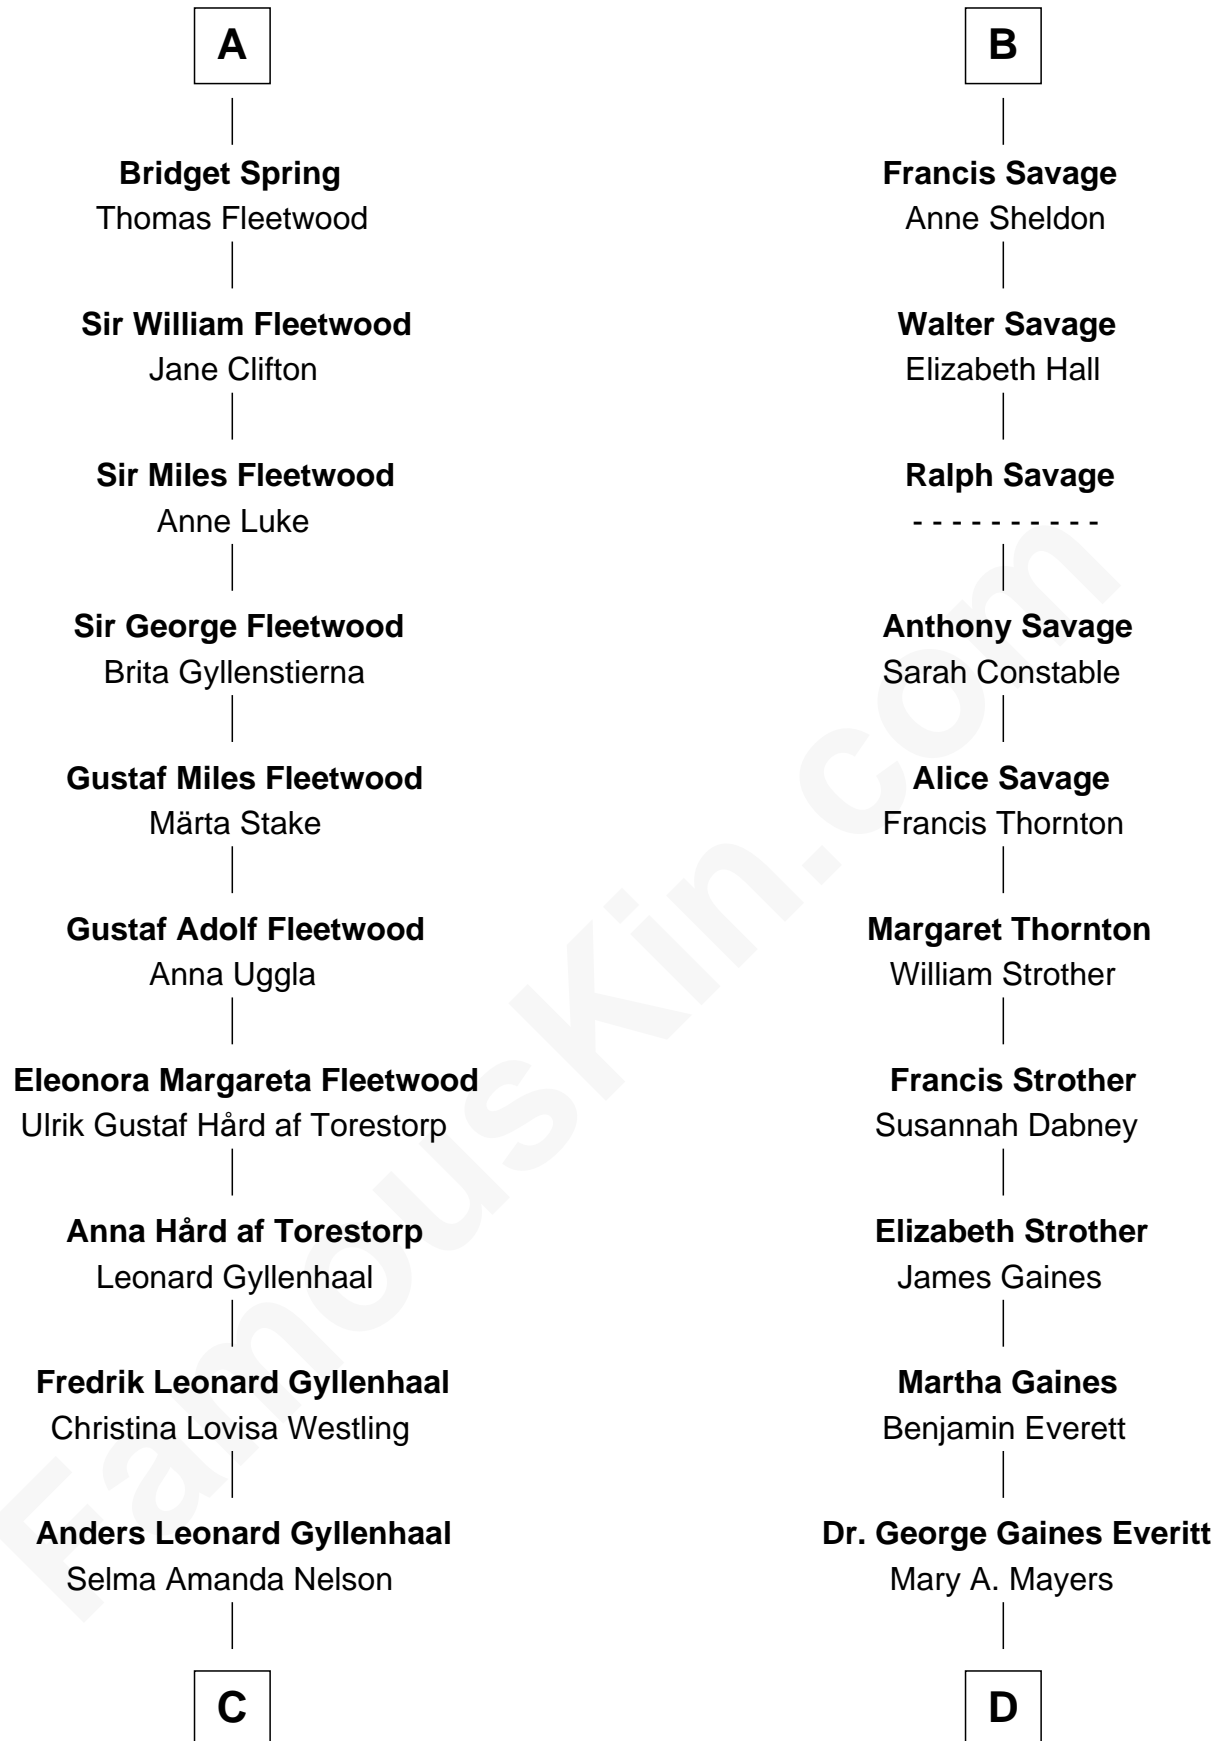 A
Bridget Spring
Thomas Fleetwood
Sir William Fleetwood
Jane Clifton
Sir Miles Fleetwood
Anne Luke
Sir George Fleetwood
Brita Gyllenstierna
Gustaf Miles Fleetwood
Märta Stake
Gustaf Adolf Fleetwood
Anna Uggla
Eleonora Margareta Fleetwood
Ulrik Gustaf Hård af Torestorp
Anna Hård af Torestorp
Leonard Gyllenhaal
Fredrik Leonard Gyllenhaal
Christina Lovisa Westling
Anders Leonard Gyllenhaal
Selma Amanda Nelson
C
B
Francis Savage
Anne Sheldon
Walter Savage
Elizabeth Hall
Ralph Savage
- - - - - - - - - -
Anthony Savage
Sarah Constable
Alice Savage
Francis Thornton
Margaret Thornton
William Strother
Francis Strother
Susannah Dabney
Elizabeth Strother
James Gaines
Martha Gaines
Benjamin Everett
Dr. George Gaines Everitt
Mary A. Mayers
D
FamousKin.com